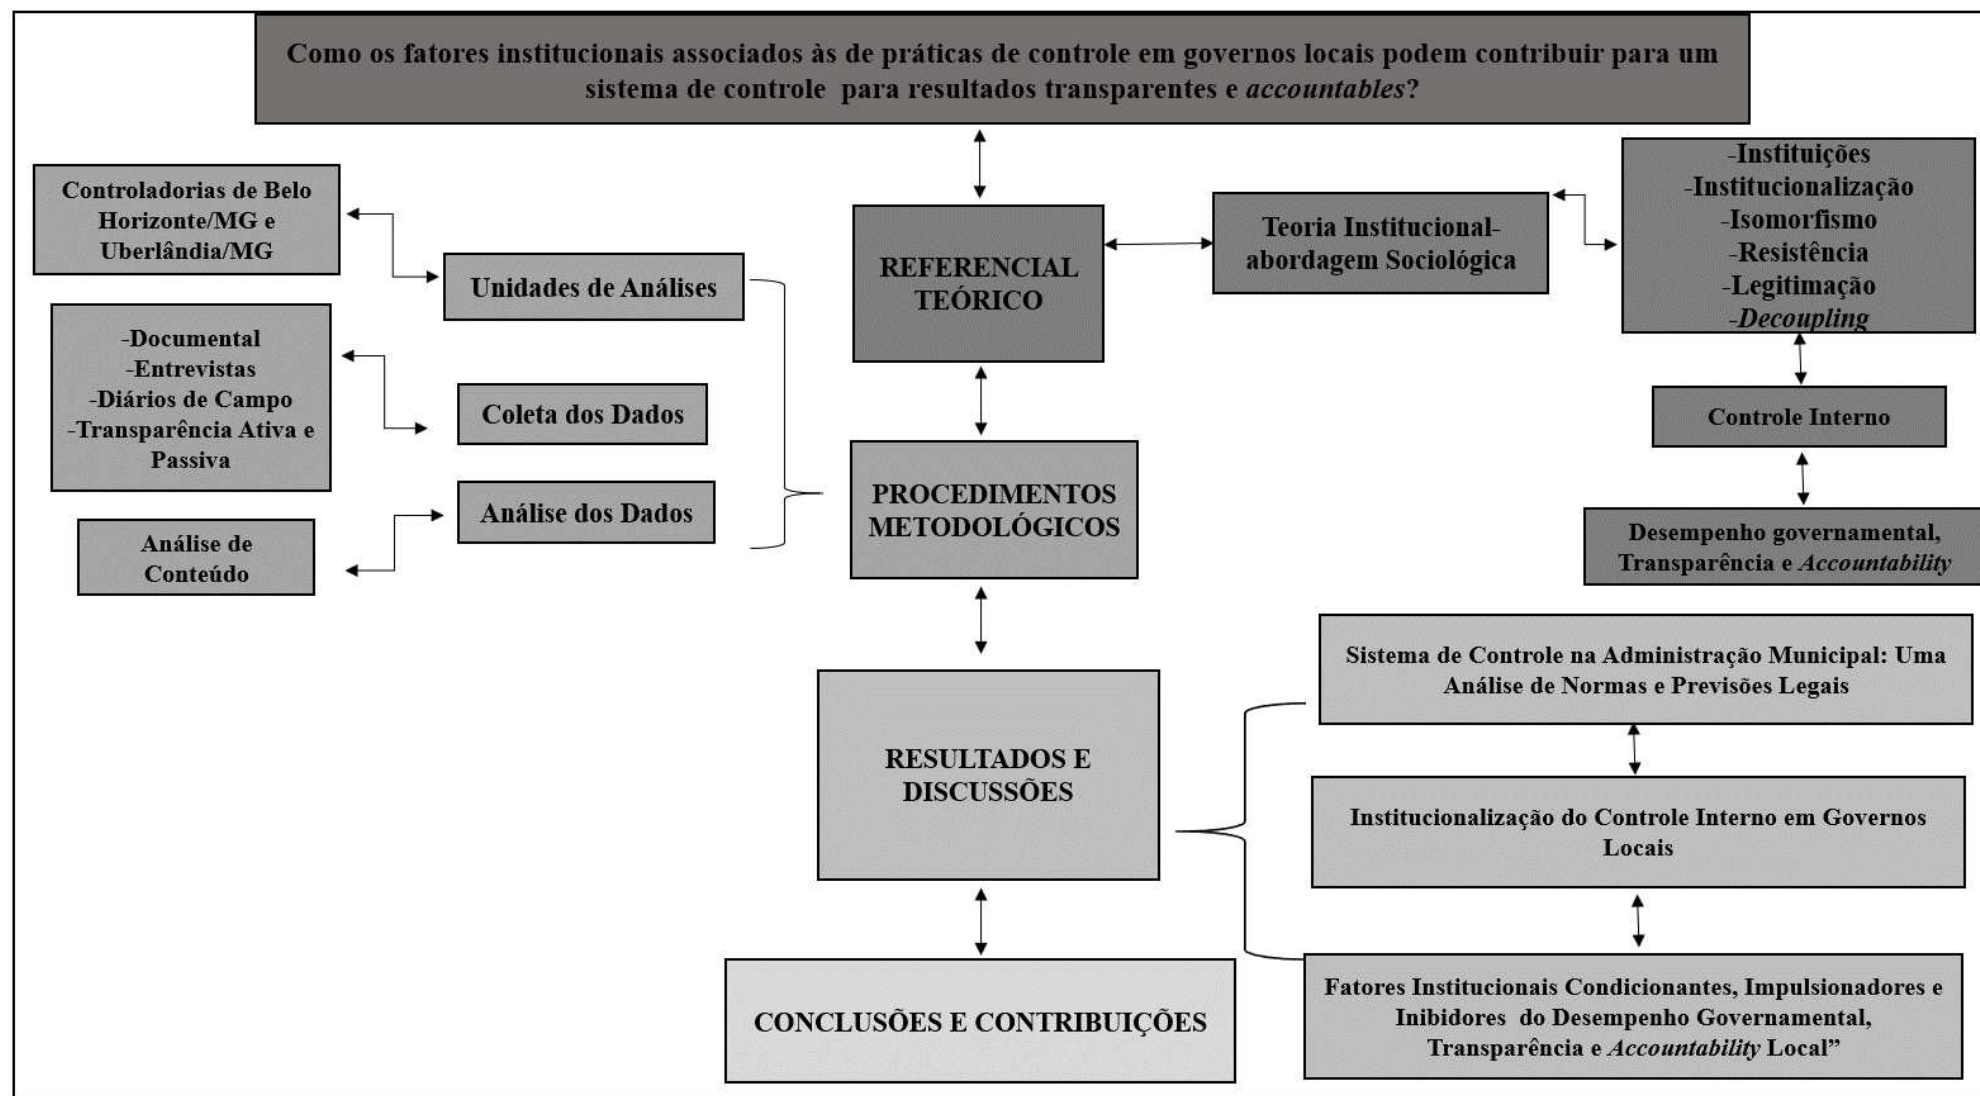 Como os fatores institucionais associados às de práticas de controle em governos locais podem contribuir para um
sistema de controle para resultados transparentes e accountables?
Controladorias de Belo
Horizonte/MG e
Uberlândia/MG
Unidades de Análises
-Documental
-Entrevistas
-Diários de Campo
-Transparência Ativa e
Passiva
Coleta dos Dados
Análise dos Dados
Análise de
Conteúdo
REFERENCIAL
TEÓRICO
Teoria Institucional-
abordagem Sociológica
-Instituições
-Institucionalização
-Isomorfismo
-Resistência
-Legitimação
-Decoupling
Controle Interno
Desempenho governamental,
Transparência e Accountability
PROCEDIMENTOS
METODOLÓGICOS
RESULTADOS E
DISCUSSÕES
Sistema de Controle na Administração Municipal: Uma
Análise de Normas e Previsões Legais
Institucionalização do Controle Interno em Governos
Locais
Fatores Institucionais Condicionantes, Impulsionadores e
Inibidores do Desempenho Governamental,
Transparência e Accountability Local”
CONCLUSÕES E CONTRIBUIÇÕES